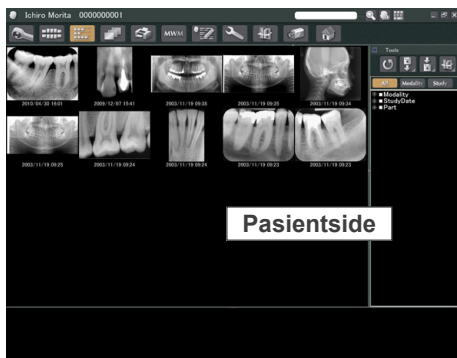 Ichiro Morita 0000000001
MWM
Tools
All Modality Study
Modality
StudyDate
Part
2010/04/30 16:01 2009/12/07 15:41 2003/11/19 09:35 2003/11/19 09:25 2003/11/19 09:24
2003/11/19 09:25 2003/11/19 09:24 2003/11/19 09:24 2003/11/19 09:23 2003/11/19 09:23
Pasientside